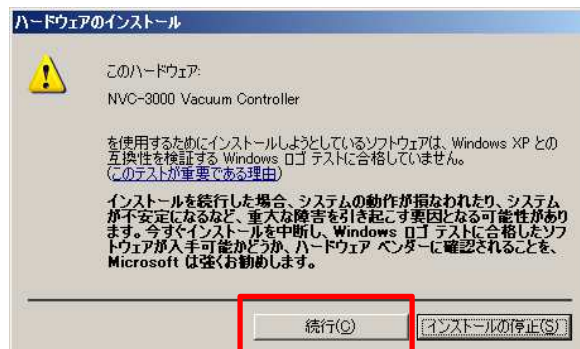 ハードウェアのインストール
このハードウェア:
NVC-3000 Vacuum Controller
を使用するためにインストールしようとしているソフトウェアは、Windows XP との
互換性を検証する Windows ロゴ テストに合格していません。
(このテストが重要である理由)
インストールを続行した場合、システムの動作が損なわれたり、システム
が不安定になるなど、重大な障害を引き起こす要因となる可能性があり
ます。今すぐインストールを中断し、Windows ロゴ テストに合格したソフ
トウェアが入手可能かどうか、ハードウェア ベンダーに確認されることを、
Microsoft は強くお勧めします。
続行(C) インストールの停止(S)